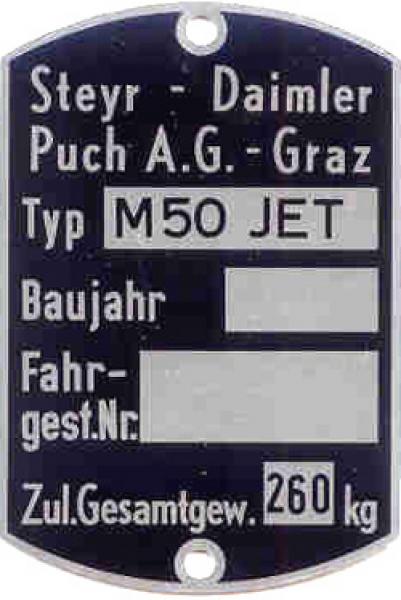 Steyr - Daimler
Puch A.G. - Graz
Typ M50 JET
Baujahr
Fahr-
gest.Nr.
Zul.Gesamtgew. 260 kg